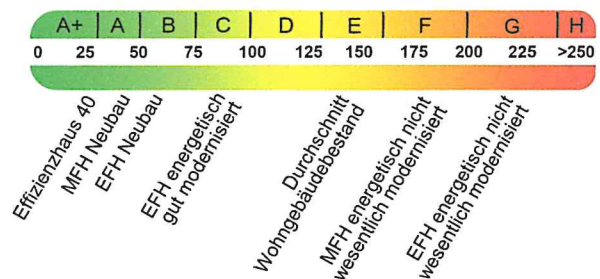 A+ A B C D E F G H
0 25 50 75 100 125 150 175 200 225 >250
Effizienzhaus 40
MFH Neubau
EFH Neubau
EFH energetisch
gut modernisiert
Durchschnitt
Wohngebäudebestand
MFH energetisch nicht
wesentlich modernisiert
EFH energetisch nicht
wesentlich modernisiert